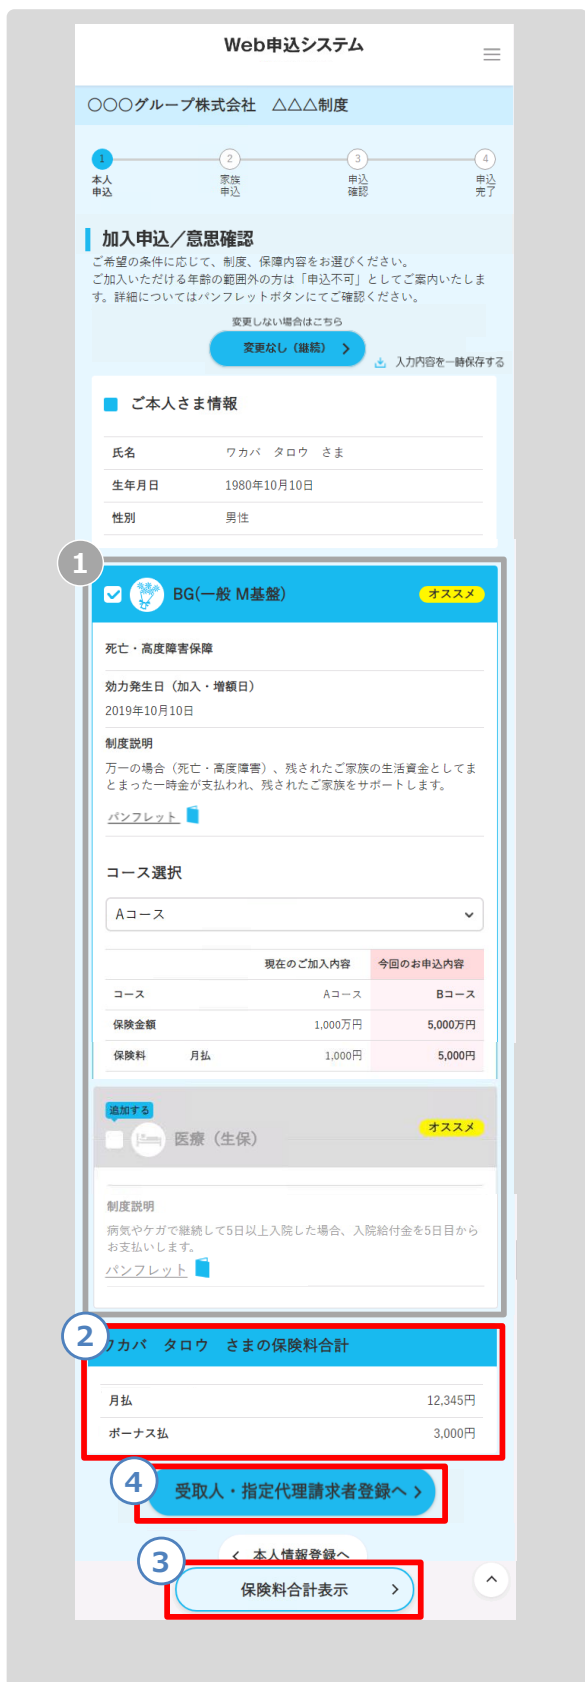 Web申込システム
〇〇〇グループ株式会社　△△△制度
1
2
3
4
本人
申込
家族
申込
申込
確認
申込
完了
加入申込／意思確認
ご希望の条件に応じて、制度、保障内容をお選びください。
ご加入いただける年齢の範囲外の方は「申込不可」としてご案内いたしま
す。詳細についてはパンフレットボタンにてご確認ください。
変更しない場合はこちら
変更なし（継続）
入力内容を一時保存する
ご本人さま情報
氏名 ワカバ　タロウ　さま
生年月日 1980年10月10日
性別 男性
1
BG(一般 M基盤) オススメ
死亡・高度障害保障
効力発生日（加入・増額日）
2019年10月10日
制度説明
万一の場合（死亡・高度障害）、残されたご家族の生活資金としてま
とまった一時金が支払われ、残されたご家族をサポートします。
パンフレット
コース選択
Aコース
現在のご加入内容 今回のお申込内容
コース Aコース Bコース
保険金額 1,000万円 5,000万円
保険料 月払 1,000円 5,000円
追加する
医療（生保） オススメ
制度説明
病気やケガで継続して5日以上入院した場合、入院給付金を5日目から
お支払いします。
パンフレット
2
ワカバ　タロウ　さまの保険料合計
月払 12,345円
ボーナス払 3,000円
4
受取人・指定代理請求者登録へ
本人情報登録へ
3
保険料合計表示